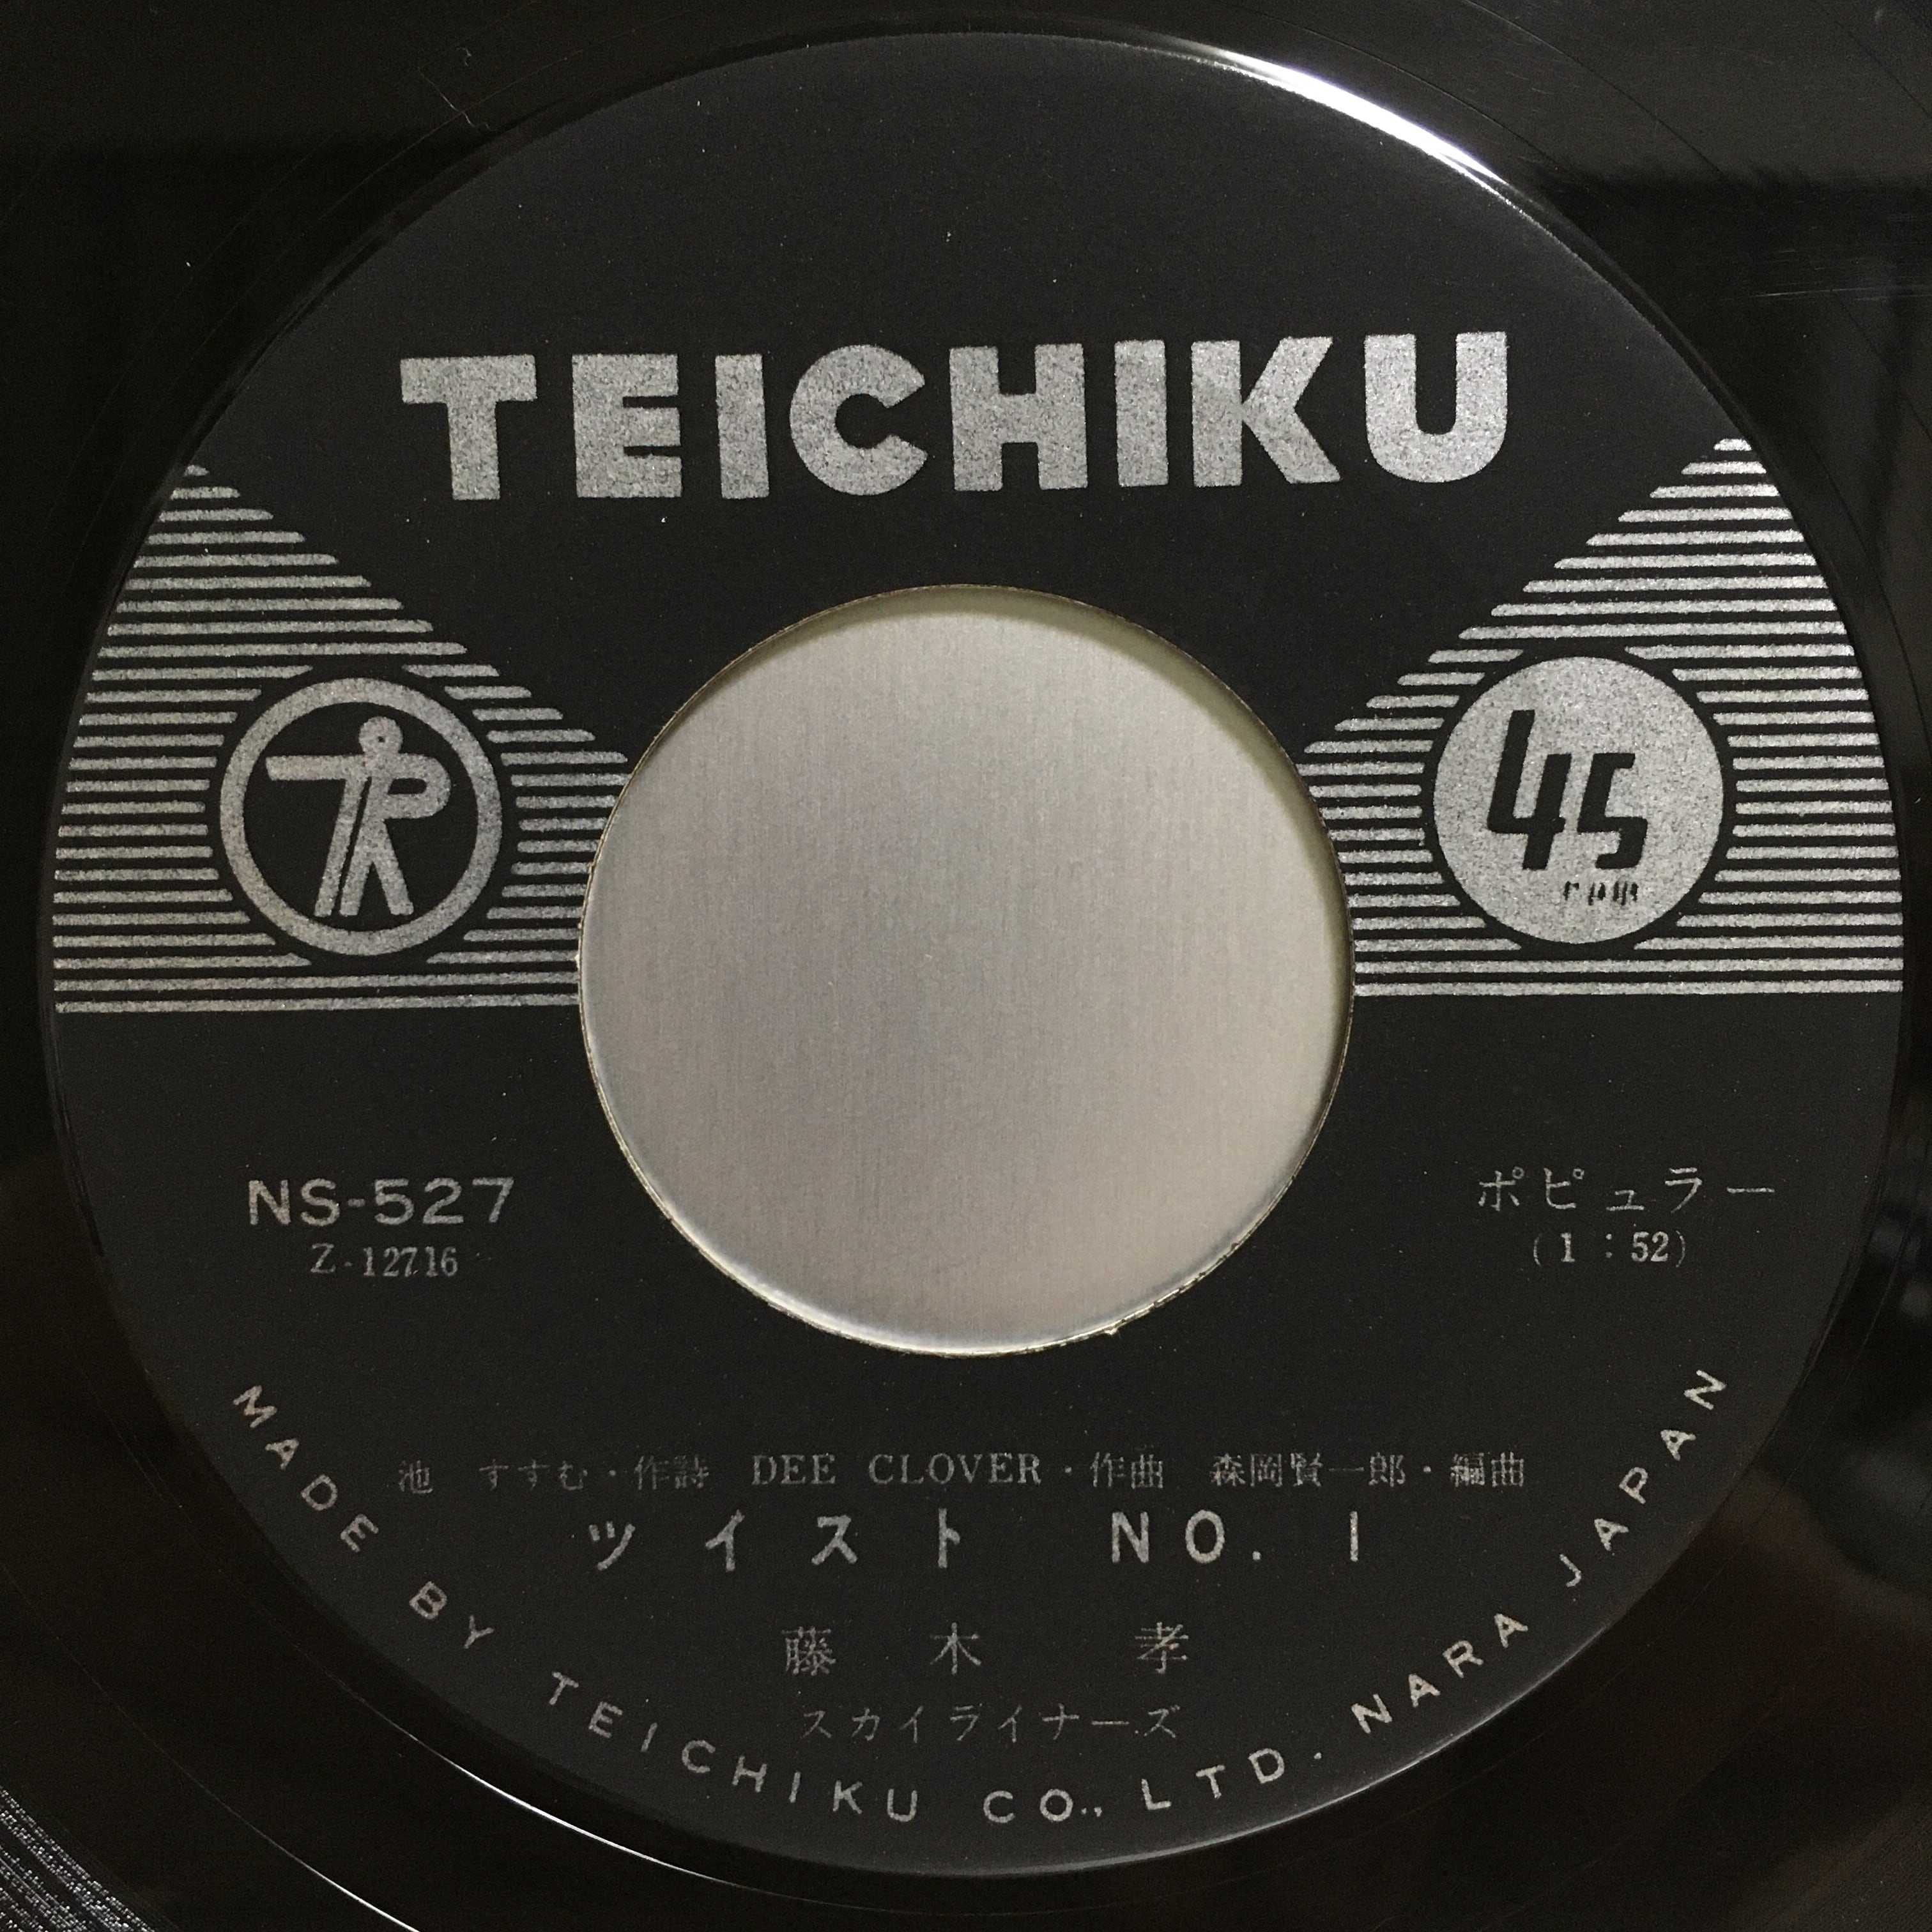 TEICHIKU
TR
45
rpm
NS-527
Z-12716
ポピュラー
(1:52)
池 すすむ・作詩 DEE CLOVER・作曲 森岡賢一郎・編曲
ツイスト NO. 1
藤木 孝
スカイライナーズ
MADE BY TEICHIKU CO., LTD. NARA JAPAN